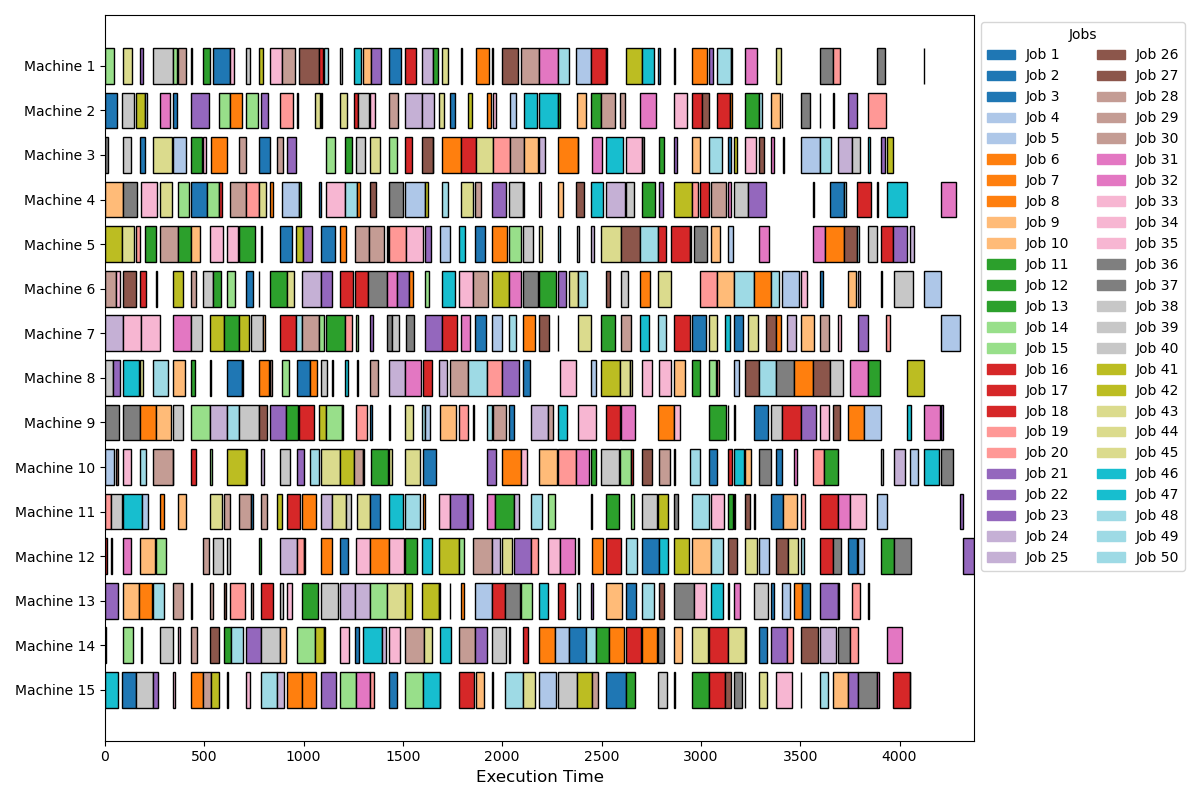 Machine 1
Machine 2
Machine 3
Machine 4
Machine 5
Machine 6
Machine 7
Machine 8
Machine 9
Machine 10
Machine 11
Machine 12
Machine 13
Machine 14
Machine 15
0 500 1000 1500 2000 2500 3000 3500 4000
Execution Time
Jobs
Job 1 Job 26
Job 2 Job 27
Job 3 Job 28
Job 4 Job 29
Job 5 Job 30
Job 6 Job 31
Job 7 Job 32
Job 8 Job 33
Job 9 Job 34
Job 10 Job 35
Job 11 Job 36
Job 12 Job 37
Job 13 Job 38
Job 14 Job 39
Job 15 Job 40
Job 16 Job 41
Job 17 Job 42
Job 18 Job 43
Job 19 Job 44
Job 20 Job 45
Job 21 Job 46
Job 22 Job 47
Job 23 Job 48
Job 24 Job 49
Job 25 Job 50